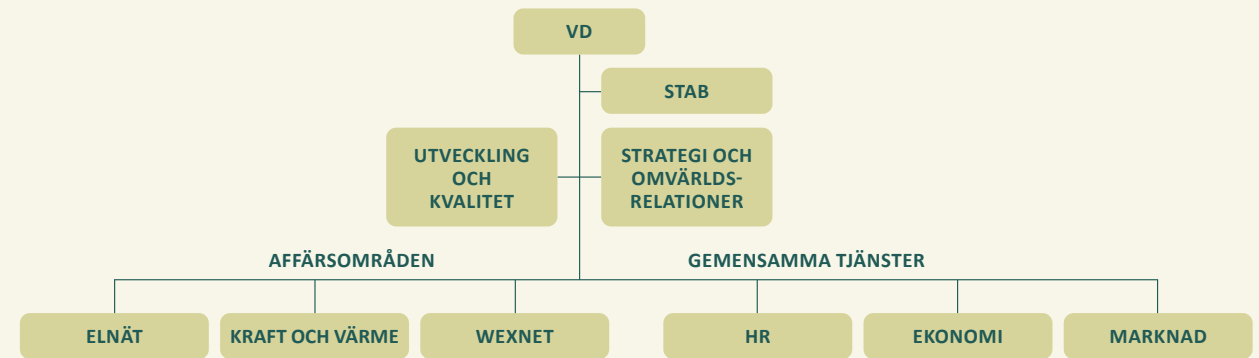 VD
STAB
UTVECKLING
OCH
KVALITET
STRATEGI OCH
OMVÄRLDS-
RELATIONER
AFFÄRSOMRÅDEN
GEMENSAMMA TJÄNSTER
ELNÄT
KRAFT OCH VÄRME
WEXNET
HR
EKONOMI
MARKNAD